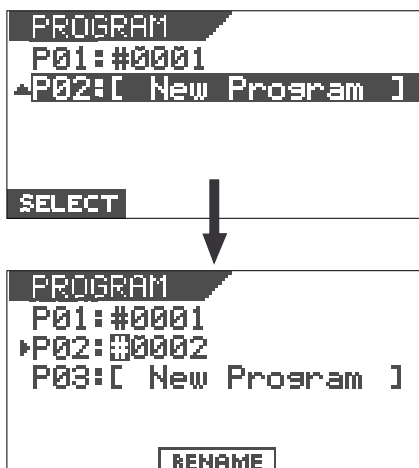 PROGRAM
P01:#0001
P02:[ New Program ]
SELECT
PROGRAM
P01:#0001
P02:#0002
P03:[ New Program ]
RENAME